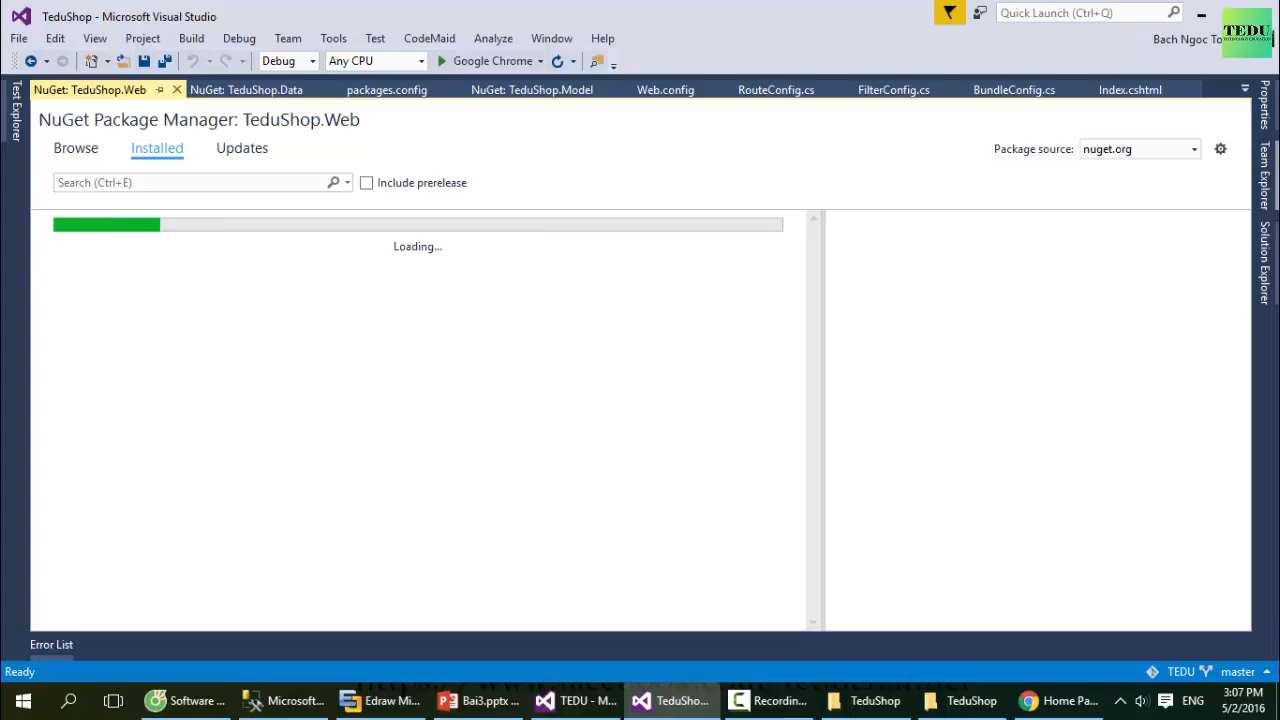 TeduShop - Microsoft Visual Studio
Quick Launch (Ctrl+Q)
File Edit View Project Build Debug Team Tools Test CodeMaid Analyze Window Help
Bach Ngoc To
TEDU
Debug Any CPU Google Chrome
NuGet: TeduShop.Web NuGet: TeduShop.Data packages.config NuGet: TeduShop.Model Web.config RouteConfig.cs FilterConfig.cs BundleConfig.cs Index.cshtml
Test Explorer
Properties
Team Explorer
Solution Explorer
NuGet Package Manager: TeduShop.Web
Browse Installed Updates
Package source: nuget.org
Search (Ctrl+E) Include prerelease
Loading...
Error List
Ready
TEDU master
Software ... Microsoft... Edraw Mi... Bai3.pptx ... TEDU - M... TeduSho... Recordin... TeduShop TeduShop Home Pa... ENG
3:07 PM
5/2/2016